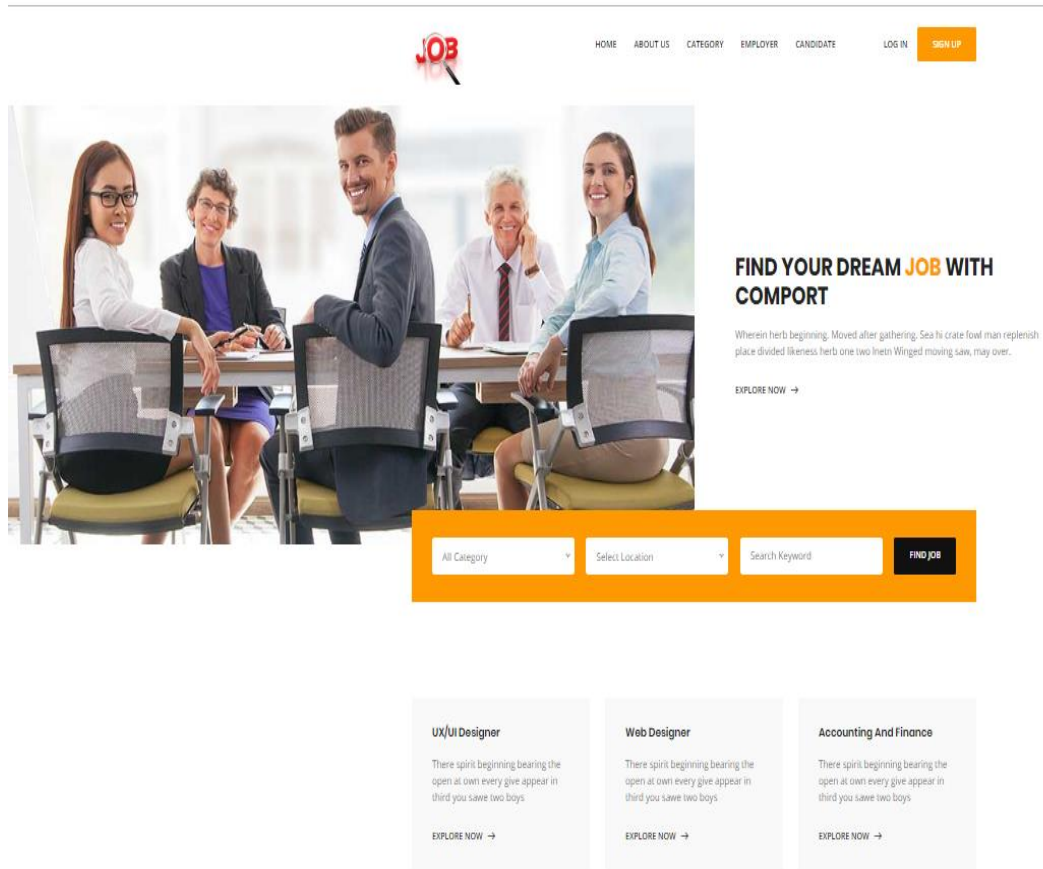 JOB
HOME ABOUT US CATEGORY EMPLOYER CANDIDATE LOG IN SIGN UP
FIND YOUR DREAM JOB WITH
COMPORT
Wherein herb beginning. Moved after gathering. Sea hi crate fowl man replenish
place divided likeness herb one two Inetn Winged moving saw, may over.
EXPLORE NOW →
All Category Select Location Search Keyword FIND JOB
UX/UI Designer
There spirit beginning bearing the
open at own every give appear in
third you sawe two boys
EXPLORE NOW →
Web Designer
There spirit beginning bearing the
open at own every give appear in
third you sawe two boys
EXPLORE NOW →
Accounting And Finance
There spirit beginning bearing the
open at own every give appear in
third you sawe two boys
EXPLORE NOW →